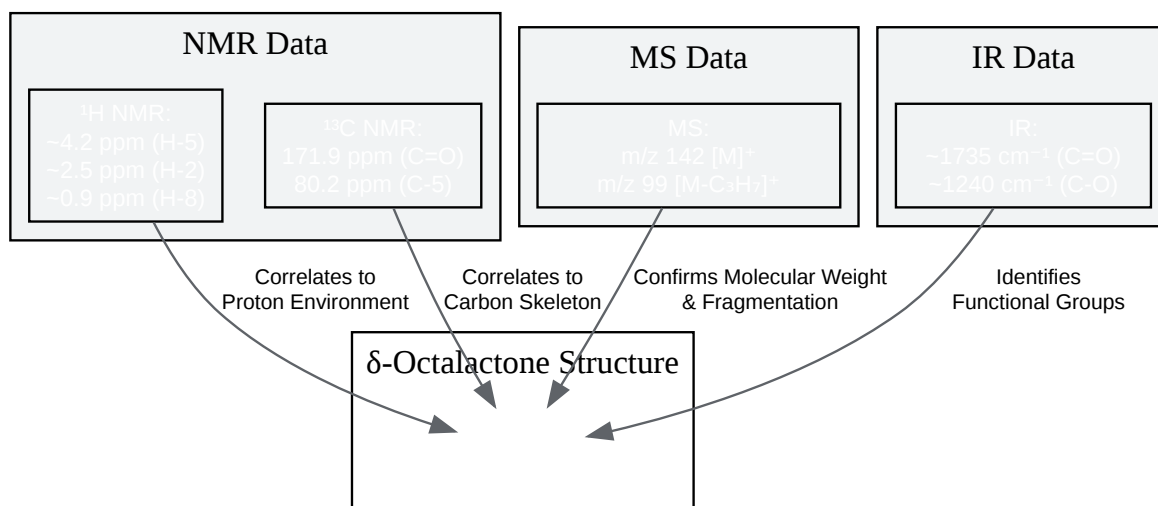 NMR Data
¹H NMR:
~4.2 ppm (H-5)
~2.5 ppm (H-2)
~0.9 ppm (H-8)
¹³C NMR:
171.9 ppm (C=O)
80.2 ppm (C-5)
MS Data
MS:
m/z 142 [M]⁺
m/z 99 [M-C₃H₇]⁺
IR Data
IR:
~1735 cm⁻¹ (C=O)
~1240 cm⁻¹ (C-O)
Correlates to
Proton Environment
Correlates to
Carbon Skeleton
Confirms Molecular Weight
& Fragmentation
Identifies
Functional Groups
δ-Octalactone Structure